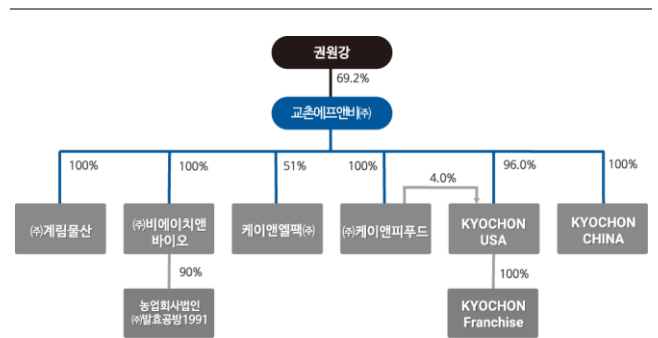 권원강
69.2%
교촌에프앤비㈜
100%
100%
51%
100%
4.0%
96.0%
100%
㈜계림물산
㈜비에이치앤
바이오
케이앤엘팩㈜
㈜케이앤피푸드
KYOCHON
USA
KYOCHON
CHINA
90%
100%
농업회사법인
㈜발효공방1991
KYOCHON
Franchise